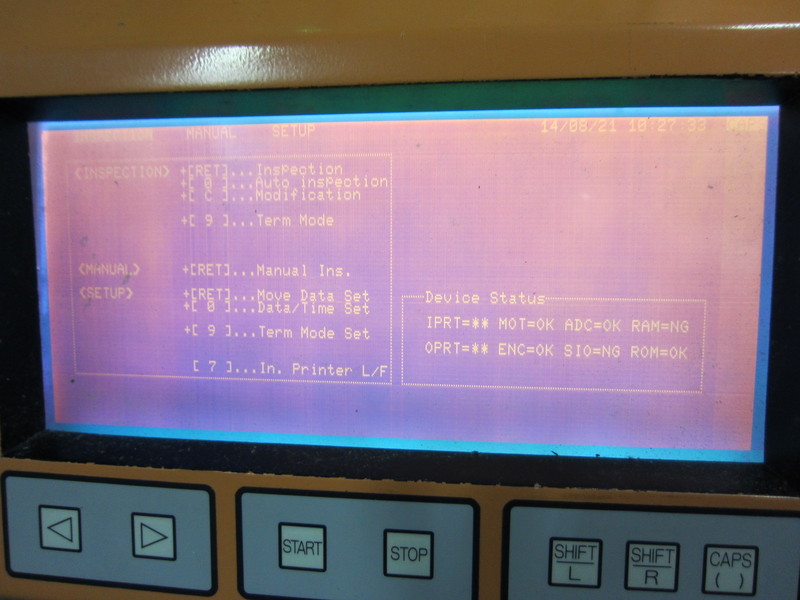 MANUAL SETUP 14/08/21 10:27:33
<INSPECTION> +[RET]...Inspection
+[ 0 ]...Auto inspection
+[ C ]...Modification
+[ 9 ]...Term Mode
<MANUAL> +[RET]...Manual Ins.
<SETUP> +[RET]...Move Data Set
+[ 0 ]...Data/Time Set
+[ 9 ]...Term Mode Set
[ 7 ]...In. Printer L/F
Device Status
IPRT=** MOT=OK ADC=OK RAM=NG
OPRT=** ENC=OK SIO=NG ROM=OK
START
STOP
SHIFT
L
SHIFT
R
CAPS
( )